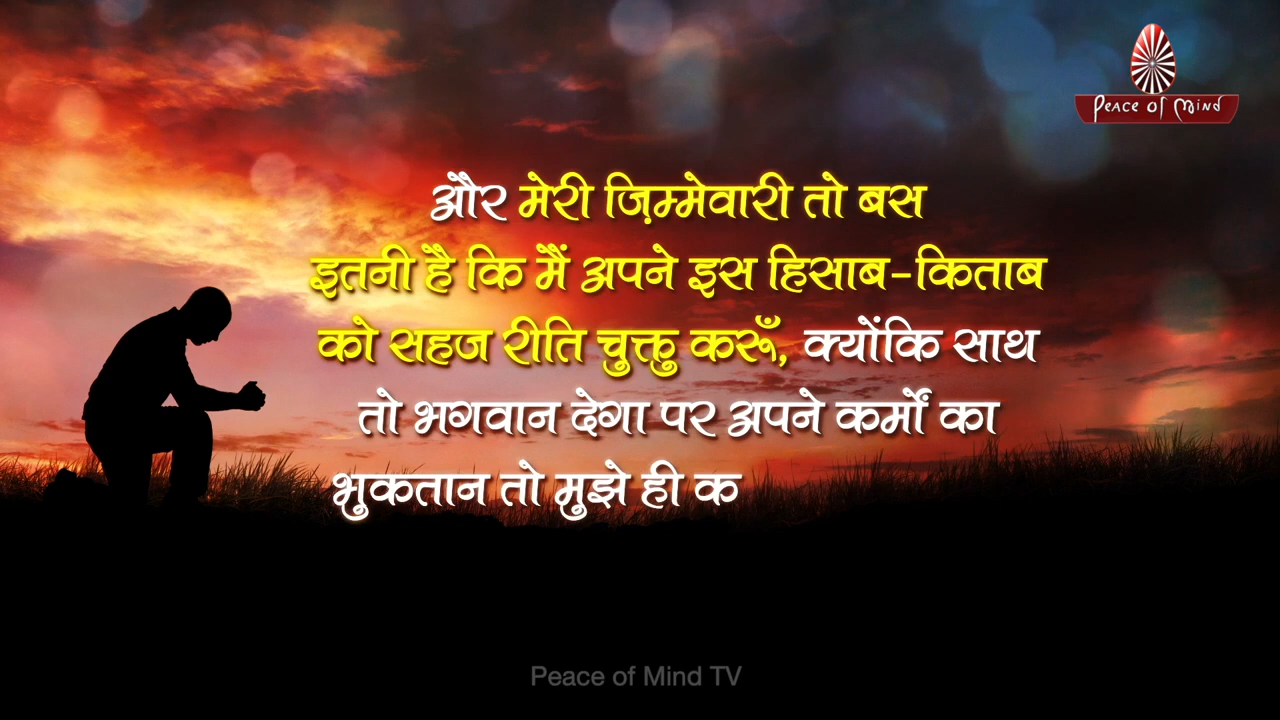 Peace of Mind
और मेरी ज़िम्मेवारी तो बस
इतनी है कि मैं अपने इस हिसाब-किताब
को सहज रीति चुक्तु करूँ, क्योंकि साथ
तो भगवान देगा पर अपने कर्मों का
भुकतान तो मुझे ही क
Peace of Mind TV